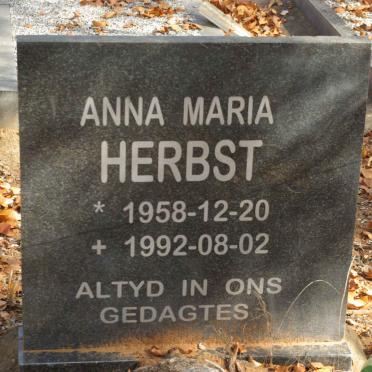 ANNA MARIA
HERBST
* 1958-12-20
+ 1992-08-02
ALTYD IN ONS
GEDAGTES